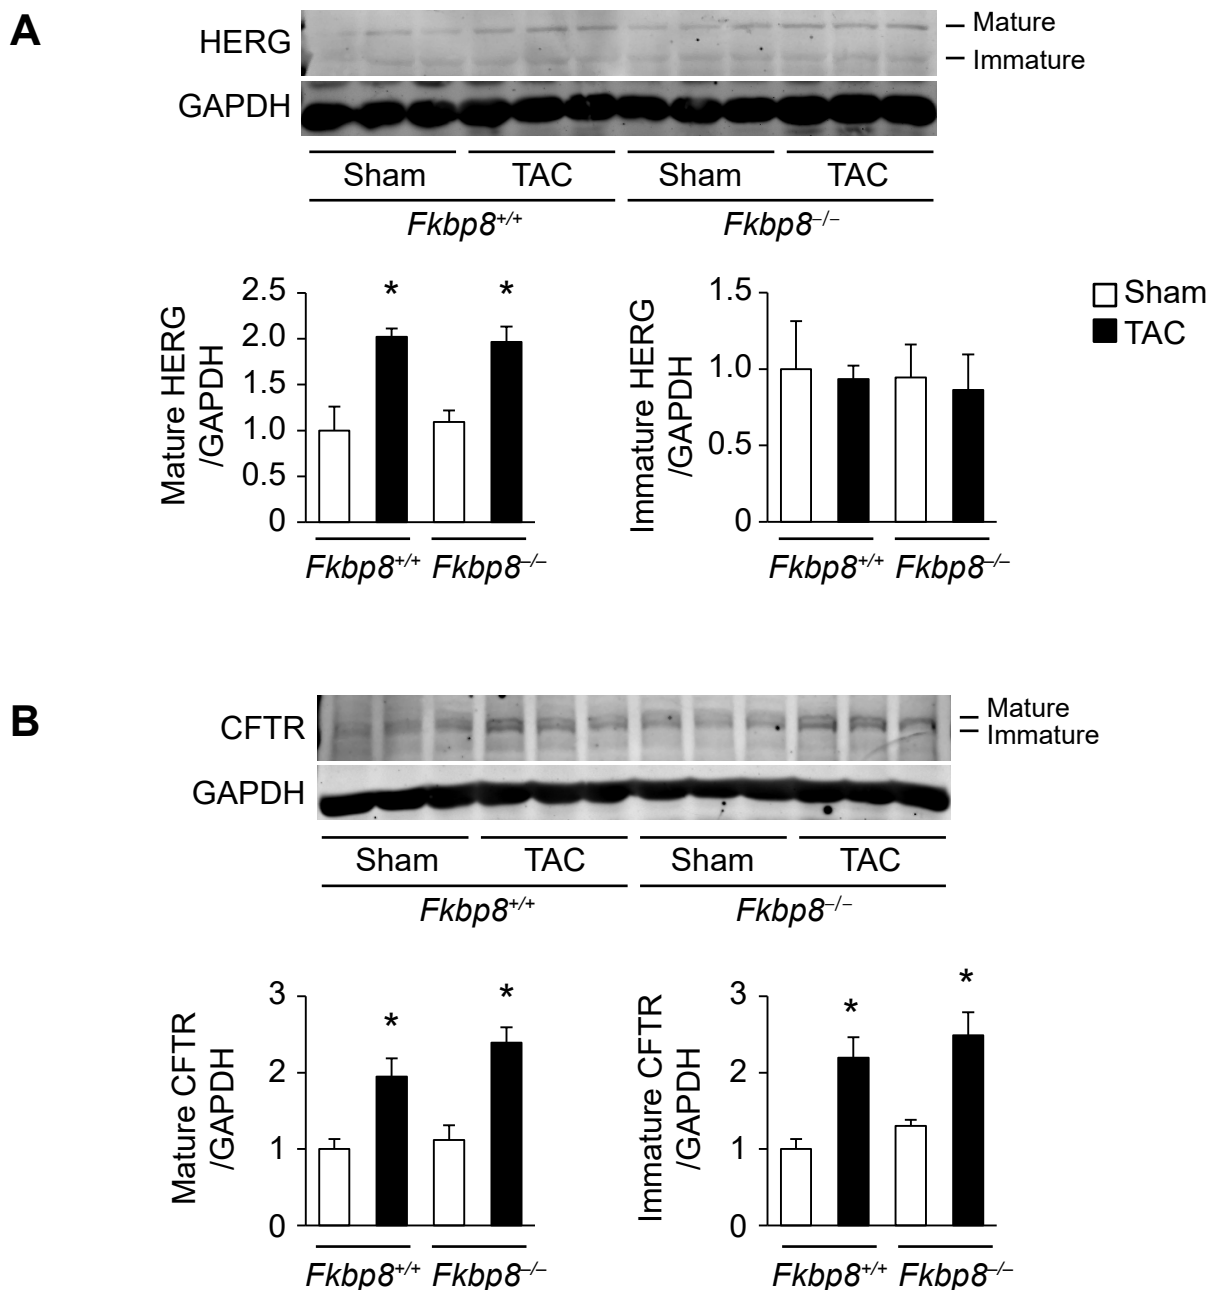 A
HERG
Mature
Immature
GAPDH
Sham TAC Sham TAC
Fkbp8+/+ Fkbp8–/–
Mature HERG
/GAPDH
2.5
2.0
1.5
1.0
0.5
0
* *
Fkbp8+/+ Fkbp8–/–
Immature HERG
/GAPDH
1.5
1.0
0.5
0
Fkbp8+/+ Fkbp8–/–
Sham
TAC
B
CFTR
Mature
Immature
GAPDH
Sham TAC Sham TAC
Fkbp8+/+ Fkbp8–/–
Mature CFTR
/GAPDH
3
2
1
0
* *
Fkbp8+/+ Fkbp8–/–
Immature CFTR
/GAPDH
3
2
1
0
* *
Fkbp8+/+ Fkbp8–/–